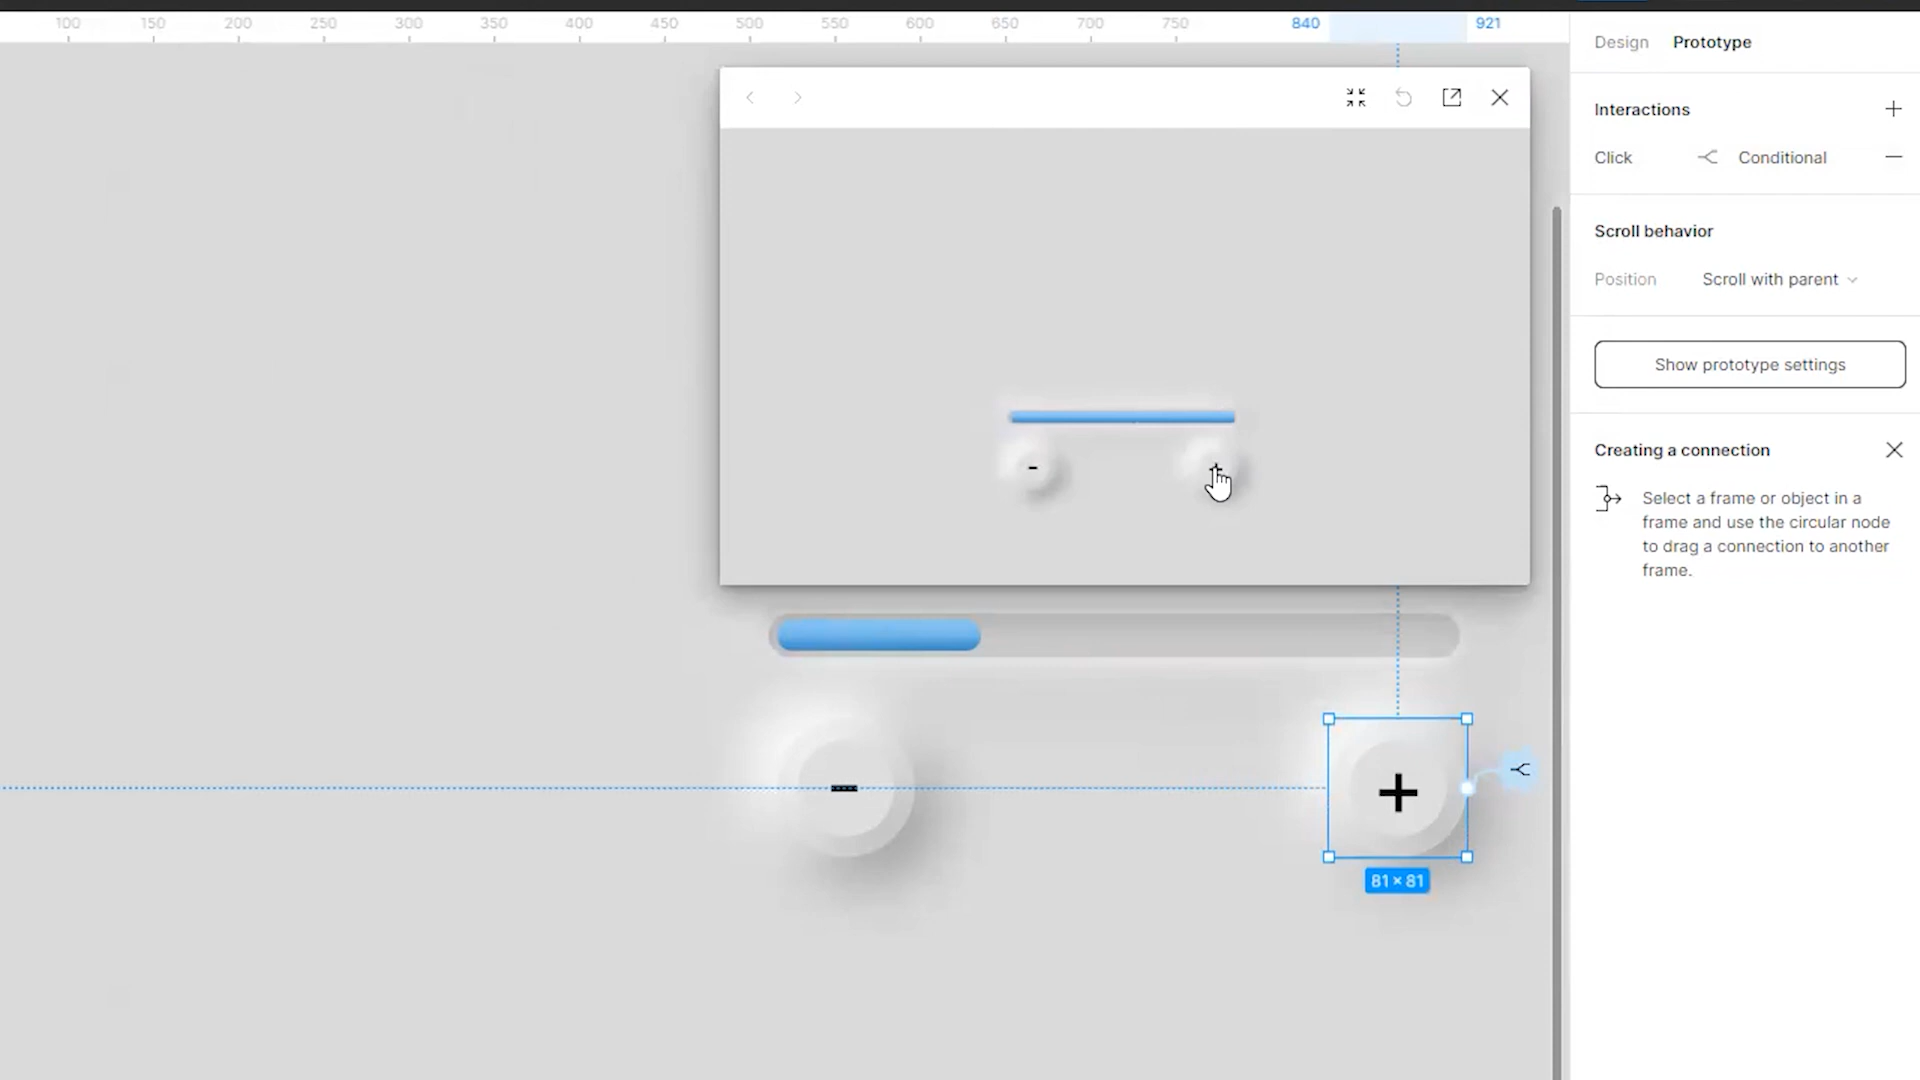 100 150 200 250 300 350 400 450 500 550 600 650 700 750 840 921
Design Prototype
Interactions +
Click Conditional −
Scroll behavior
Position Scroll with parent
Show prototype settings
Creating a connection
Select a frame or object in a
frame and use the circular node
to drag a connection to another
frame.
-
- +
81 × 81